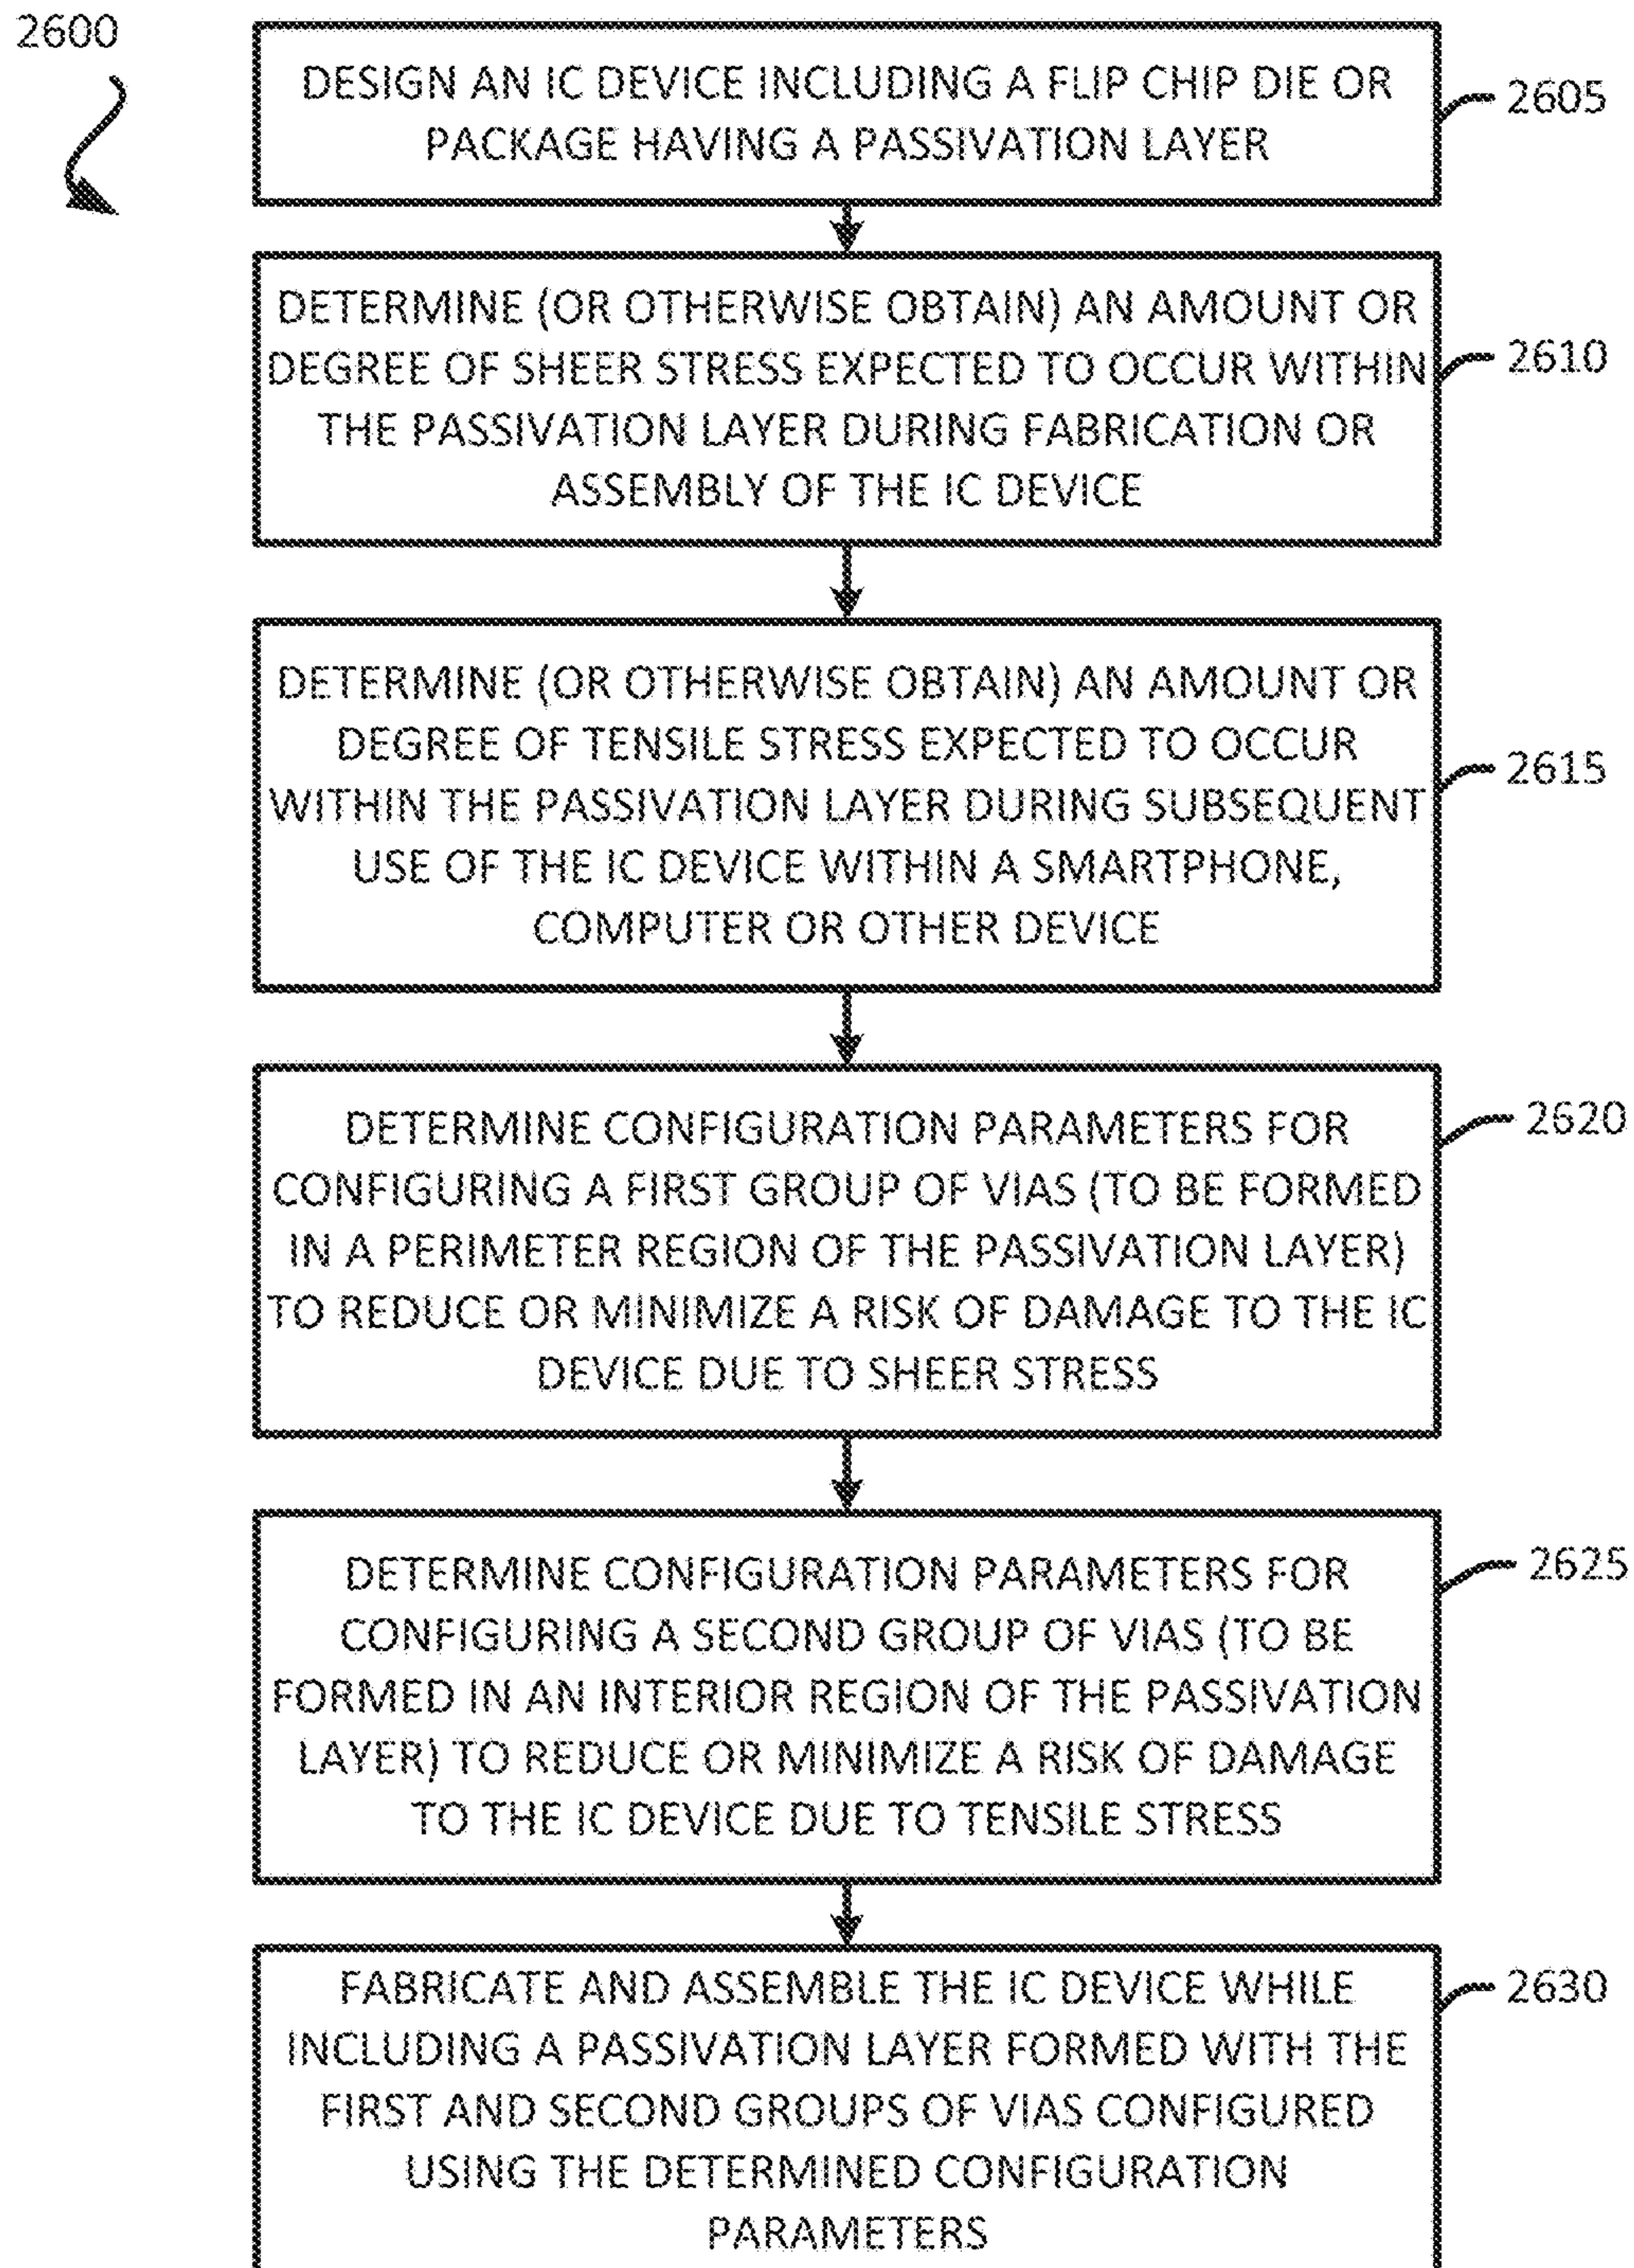 2600
DESIGN AN IC DEVICE INCLUDING A FLIP CHIP DIE OR
PACKAGE HAVING A PASSIVATION LAYER
2605
DETERMINE (OR OTHERWISE OBTAIN) AN AMOUNT OR
DEGREE OF SHEER STRESS EXPECTED TO OCCUR WITHIN
THE PASSIVATION LAYER DURING FABRICATION OR
ASSEMBLY OF THE IC DEVICE
2610
DETERMINE (OR OTHERWISE OBTAIN) AN AMOUNT OR
DEGREE OF TENSILE STRESS EXPECTED TO OCCUR
WITHIN THE PASSIVATION LAYER DURING SUBSEQUENT
USE OF THE IC DEVICE WITHIN A SMARTPHONE,
COMPUTER OR OTHER DEVICE
2615
DETERMINE CONFIGURATION PARAMETERS FOR
CONFIGURING A FIRST GROUP OF VIAS (TO BE FORMED
IN A PERIMETER REGION OF THE PASSIVATION LAYER)
TO REDUCE OR MINIMIZE A RISK OF DAMAGE TO THE IC
DEVICE DUE TO SHEER STRESS
2620
DETERMINE CONFIGURATION PARAMETERS FOR
CONFIGURING A SECOND GROUP OF VIAS (TO BE
FORMED IN AN INTERIOR REGION OF THE PASSIVATION
LAYER) TO REDUCE OR MINIMIZE A RISK OF DAMAGE
TO THE IC DEVICE DUE TO TENSILE STRESS
2625
FABRICATE AND ASSEMBLE THE IC DEVICE WHILE
INCLUDING A PASSIVATION LAYER FORMED WITH THE
FIRST AND SECOND GROUPS OF VIAS CONFIGURED
USING THE DETERMINED CONFIGURATION
PARAMETERS
2630